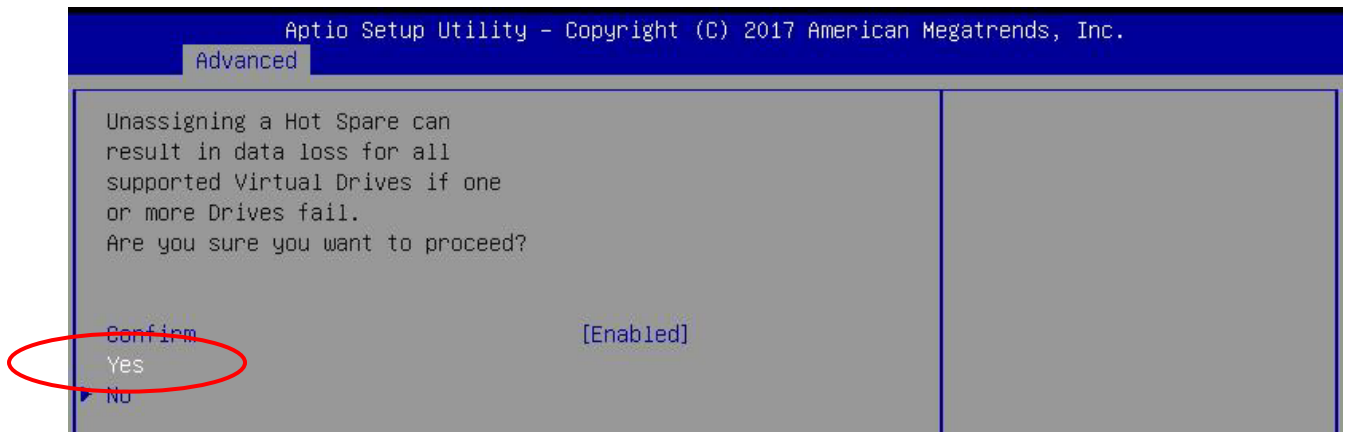 Aptio Setup Utility – Copyright (C) 2017 American Megatrends, Inc.
Advanced
Unassigning a Hot Spare can
result in data loss for all
supported Virtual Drives if one
or more Drives fail.
Are you sure you want to proceed?
Confirm [Enabled]
Yes
No